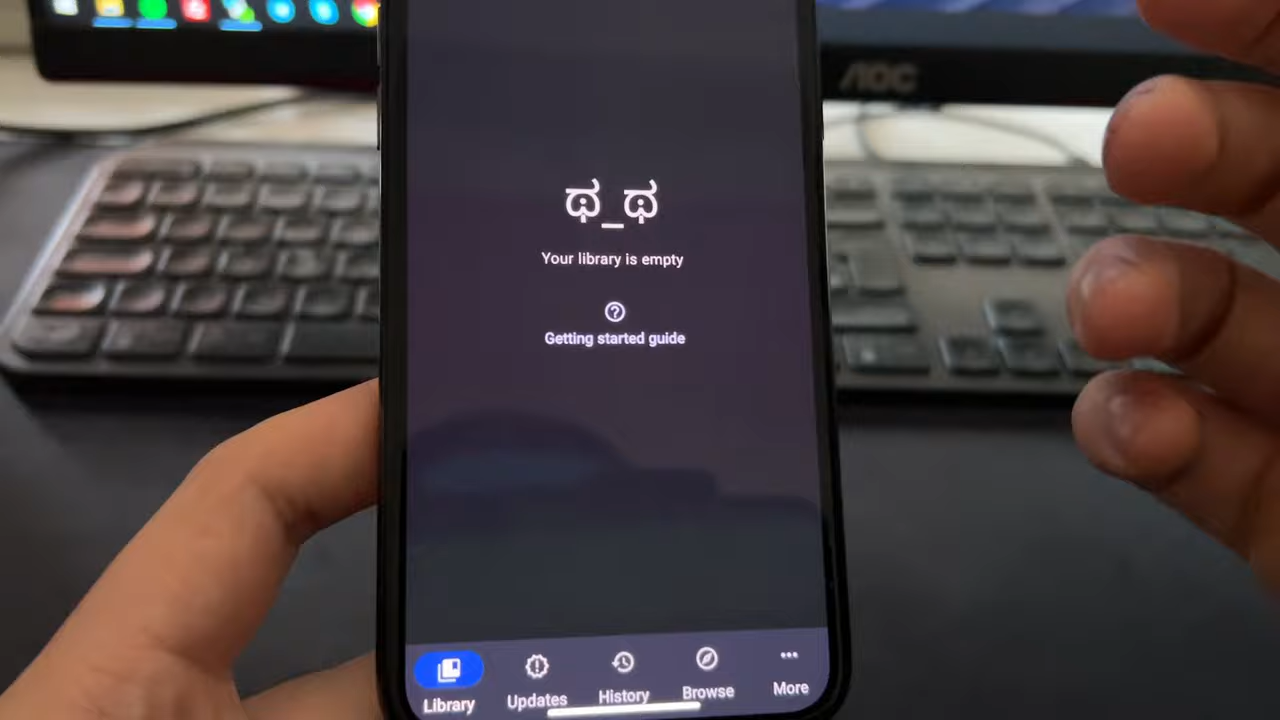 AOC
ಥ_ಥ
Your library is empty
Getting started guide
Library Updates History Browse More